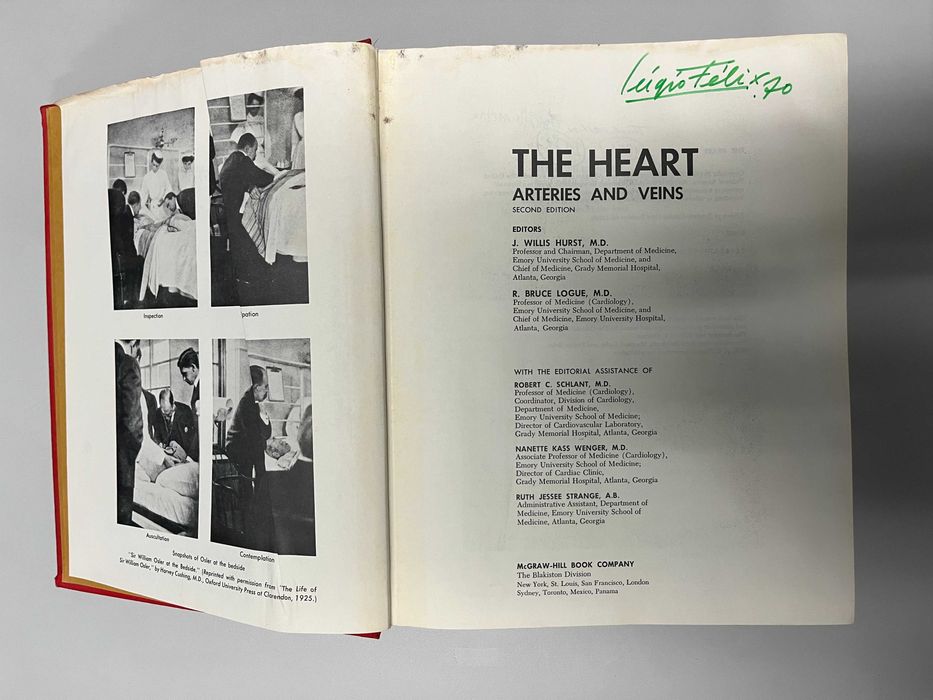 Inspection
pation
Auscultation
Contemplation
Snapshots of Osler at the bedside
"Sir William Osler at the Bedside." (Reprinted with permission from "The Life of
Sir William Osler," by Harvey Cushing, M.D., Oxford University Press at Clarendon, 1925.)
Félix 70
THE HEART
ARTERIES AND VEINS
SECOND EDITION
EDITORS
J. WILLIS HURST, M.D.
Professor and Chairman, Department of Medicine,
Emory University School of Medicine, and
Chief of Medicine, Grady Memorial Hospital,
Atlanta, Georgia
R. BRUCE LOGUE, M.D.
Professor of Medicine (Cardiology),
Emory University School of Medicine, and
Chief of Medicine, Emory University Hospital,
Atlanta, Georgia
WITH THE EDITORIAL ASSISTANCE OF
ROBERT C. SCHLANT, M.D.
Professor of Medicine (Cardiology),
Coordinator, Division of Cardiology,
Department of Medicine,
Emory University School of Medicine;
Director of Cardiovascular Laboratory,
Grady Memorial Hospital, Atlanta, Georgia
NANETTE KASS WENGER, M.D.
Associate Professor of Medicine (Cardiology),
Emory University School of Medicine;
Director of Cardiac Clinic,
Grady Memorial Hospital, Atlanta, Georgia
RUTH JESSEE STRANGE, A.B.
Administrative Assistant, Department of
Medicine, Emory University School of
Medicine, Atlanta, Georgia
McGRAW-HILL BOOK COMPANY
The Blakiston Division
New York, St. Louis, San Francisco, London
Sydney, Toronto, Mexico, Panama